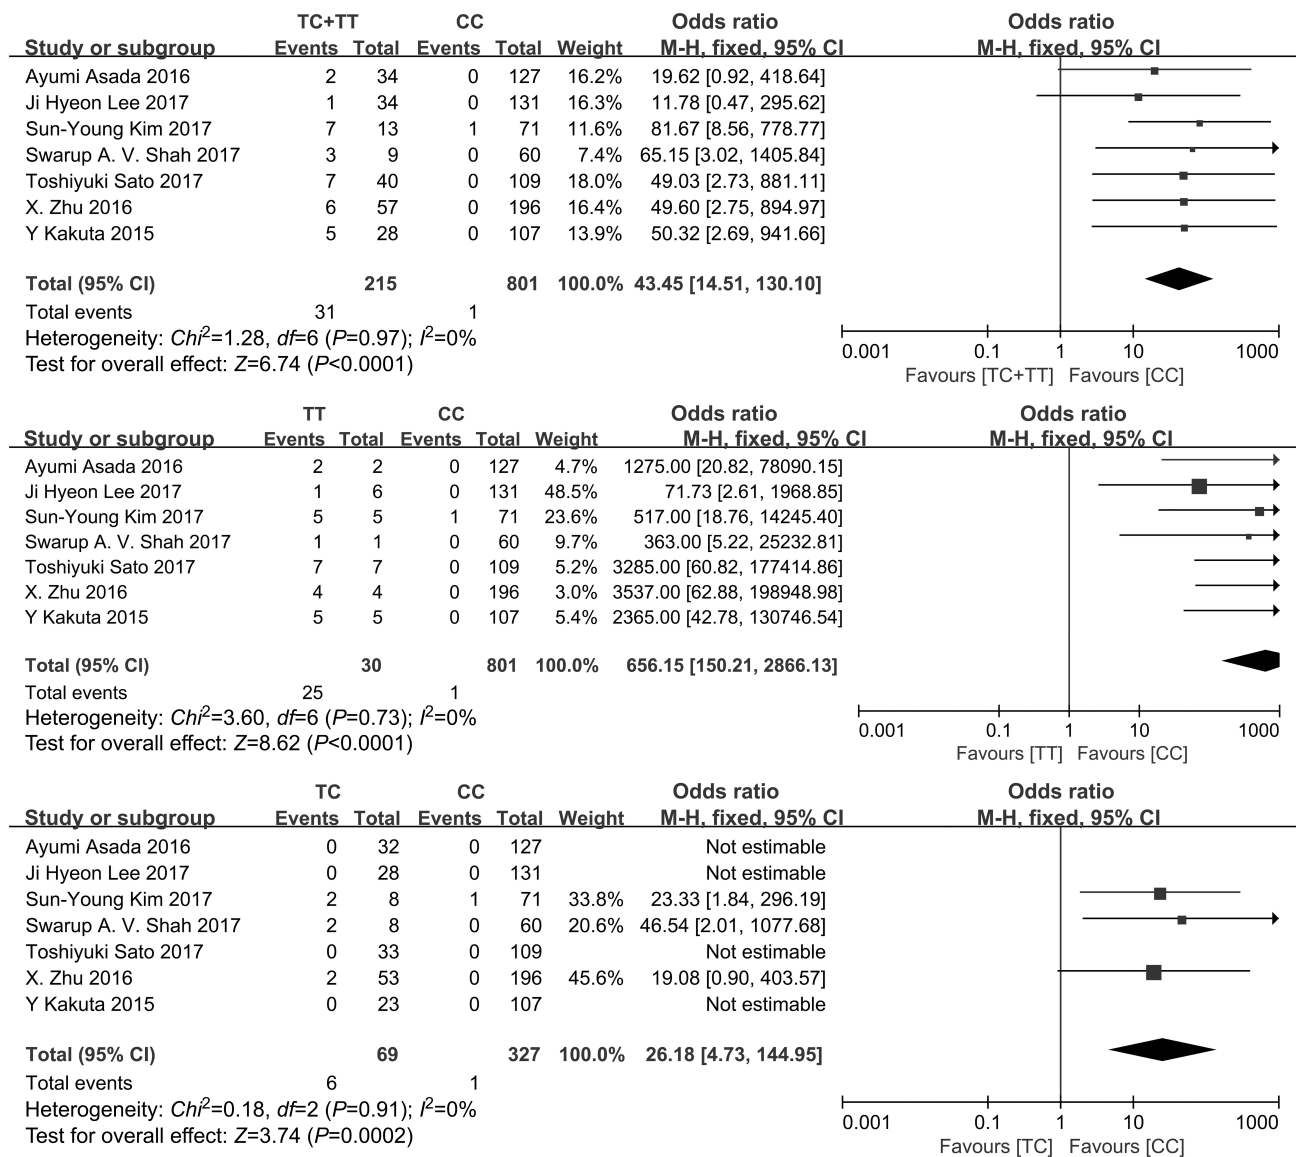 TC+TT CC Odds ratio Odds ratio
Study or subgroup Events Total Events Total Weight M-H, fixed, 95% CI M-H, fixed, 95% CI
Ayumi Asada 2016 2 34 0 127 16.2% 19.62 [0.92, 418.64]
Ji Hyeon Lee 2017 1 34 0 131 16.3% 11.78 [0.47, 295.62]
Sun-Young Kim 2017 7 13 1 71 11.6% 81.67 [8.56, 778.77]
Swarup A. V. Shah 2017 3 9 0 60 7.4% 65.15 [3.02, 1405.84]
Toshiyuki Sato 2017 7 40 0 109 18.0% 49.03 [2.73, 881.11]
X. Zhu 2016 6 57 0 196 16.4% 49.60 [2.75, 894.97]
Y Kakuta 2015 5 28 0 107 13.9% 50.32 [2.69, 941.66]
Total (95% CI) 215 801 100.0% 43.45 [14.51, 130.10]
Total events 31 1
Heterogeneity: Chi²=1.28, df=6 (P=0.97); I²=0%
Test for overall effect: Z=6.74 (P<0.0001)
0.001 0.1 1 10 1000
Favours [TC+TT] Favours [CC]
TT CC Odds ratio Odds ratio
Study or subgroup Events Total Events Total Weight M-H, fixed, 95% CI M-H, fixed, 95% CI
Ayumi Asada 2016 2 2 0 127 4.7% 1275.00 [20.82, 78090.15]
Ji Hyeon Lee 2017 1 6 0 131 48.5% 71.73 [2.61, 1968.85]
Sun-Young Kim 2017 5 5 1 71 23.6% 517.00 [18.76, 14245.40]
Swarup A. V. Shah 2017 1 1 0 60 9.7% 363.00 [5.22, 25232.81]
Toshiyuki Sato 2017 7 7 0 109 5.2% 3285.00 [60.82, 177414.86]
X. Zhu 2016 4 4 0 196 3.0% 3537.00 [62.88, 198948.98]
Y Kakuta 2015 5 5 0 107 5.4% 2365.00 [42.78, 130746.54]
Total (95% CI) 30 801 100.0% 656.15 [150.21, 2866.13]
Total events 25 1
Heterogeneity: Chi²=3.60, df=6 (P=0.73); I²=0%
Test for overall effect: Z=8.62 (P<0.0001)
0.001 0.1 1 10 1000
Favours [TT] Favours [CC]
TC CC Odds ratio Odds ratio
Study or subgroup Events Total Events Total Weight M-H, fixed, 95% CI M-H, fixed, 95% CI
Ayumi Asada 2016 0 32 0 127 Not estimable
Ji Hyeon Lee 2017 0 28 0 131 Not estimable
Sun-Young Kim 2017 2 8 1 71 33.8% 23.33 [1.84, 296.19]
Swarup A. V. Shah 2017 2 8 0 60 20.6% 46.54 [2.01, 1077.68]
Toshiyuki Sato 2017 0 33 0 109 Not estimable
X. Zhu 2016 2 53 0 196 45.6% 19.08 [0.90, 403.57]
Y Kakuta 2015 0 23 0 107 Not estimable
Total (95% CI) 69 327 100.0% 26.18 [4.73, 144.95]
Total events 6 1
Heterogeneity: Chi²=0.18, df=2 (P=0.91); I²=0%
Test for overall effect: Z=3.74 (P=0.0002)
0.001 0.1 1 10 1000
Favours [TC] Favours [CC]